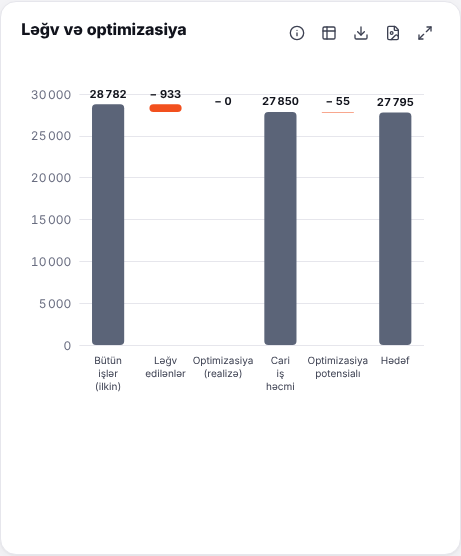 Ləğv və optimizasiya
30 000
28 782
– 933
– 0
27 850
– 55
27 795
25 000
20 000
15 000
10 000
5 000
0
Bütün
işlər
(ilkin)
Ləğv
edilənlər
Optimizasiya
(realizə)
Cari
iş
həcmi
Optimizasiya
potensialı
Hədəf